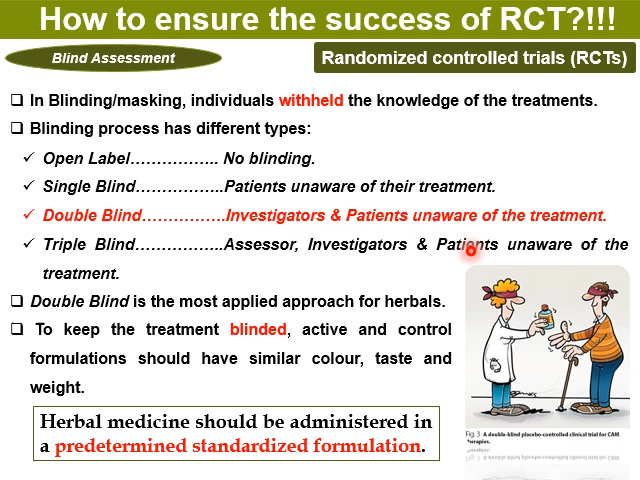 How to ensure the success of RCT?!!!
Blind Assessment
Randomized controlled trials (RCTs)
❑ In Blinding/masking, individuals withheld the knowledge of the treatments.
❑ Blinding process has different types:
✓ Open Label…………….. No blinding.
✓ Single Blind……………..Patients unaware of their treatment.
✓ Double Blind…………….Investigators & Patients unaware of the treatment.
✓ Triple Blind……………..Assessor, Investigators & Patients unaware of the
treatment.
❑ Double Blind is the most applied approach for herbals.
❑ To keep the treatment blinded, active and control
formulations should have similar colour, taste and
weight.
Herbal medicine should be administered in
a predetermined standardized formulation.
Fig. 3 A double-blind placebo-controlled clinical trial for CAM
therapies.